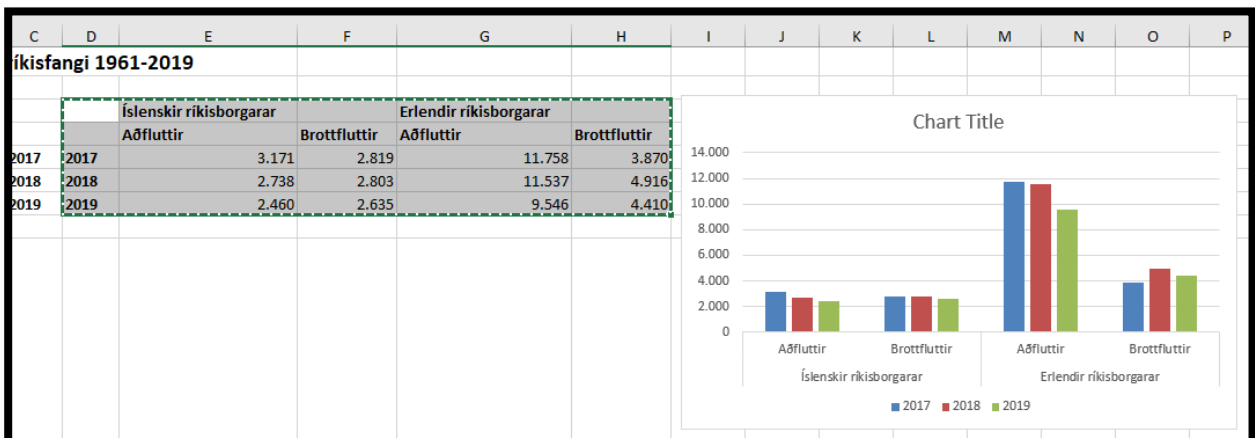 C D E F G H I J K L M N O P
íkisfangi 1961-2019
Íslenskir ríkisborgarar Erlendir ríkisborgarar
Aðfluttir Brottfluttir Aðfluttir Brottfluttir
2017 2017 3.171 2.819 11.758 3.870
2018 2018 2.738 2.803 11.537 4.916
2019 2019 2.460 2.635 9.546 4.410
Chart Title
14.000
12.000
10.000
8.000
6.000
4.000
2.000
0
Aðfluttir Brottfluttir Aðfluttir Brottfluttir
Íslenskir ríkisborgarar Erlendir ríkisborgarar
2017 2018 2019